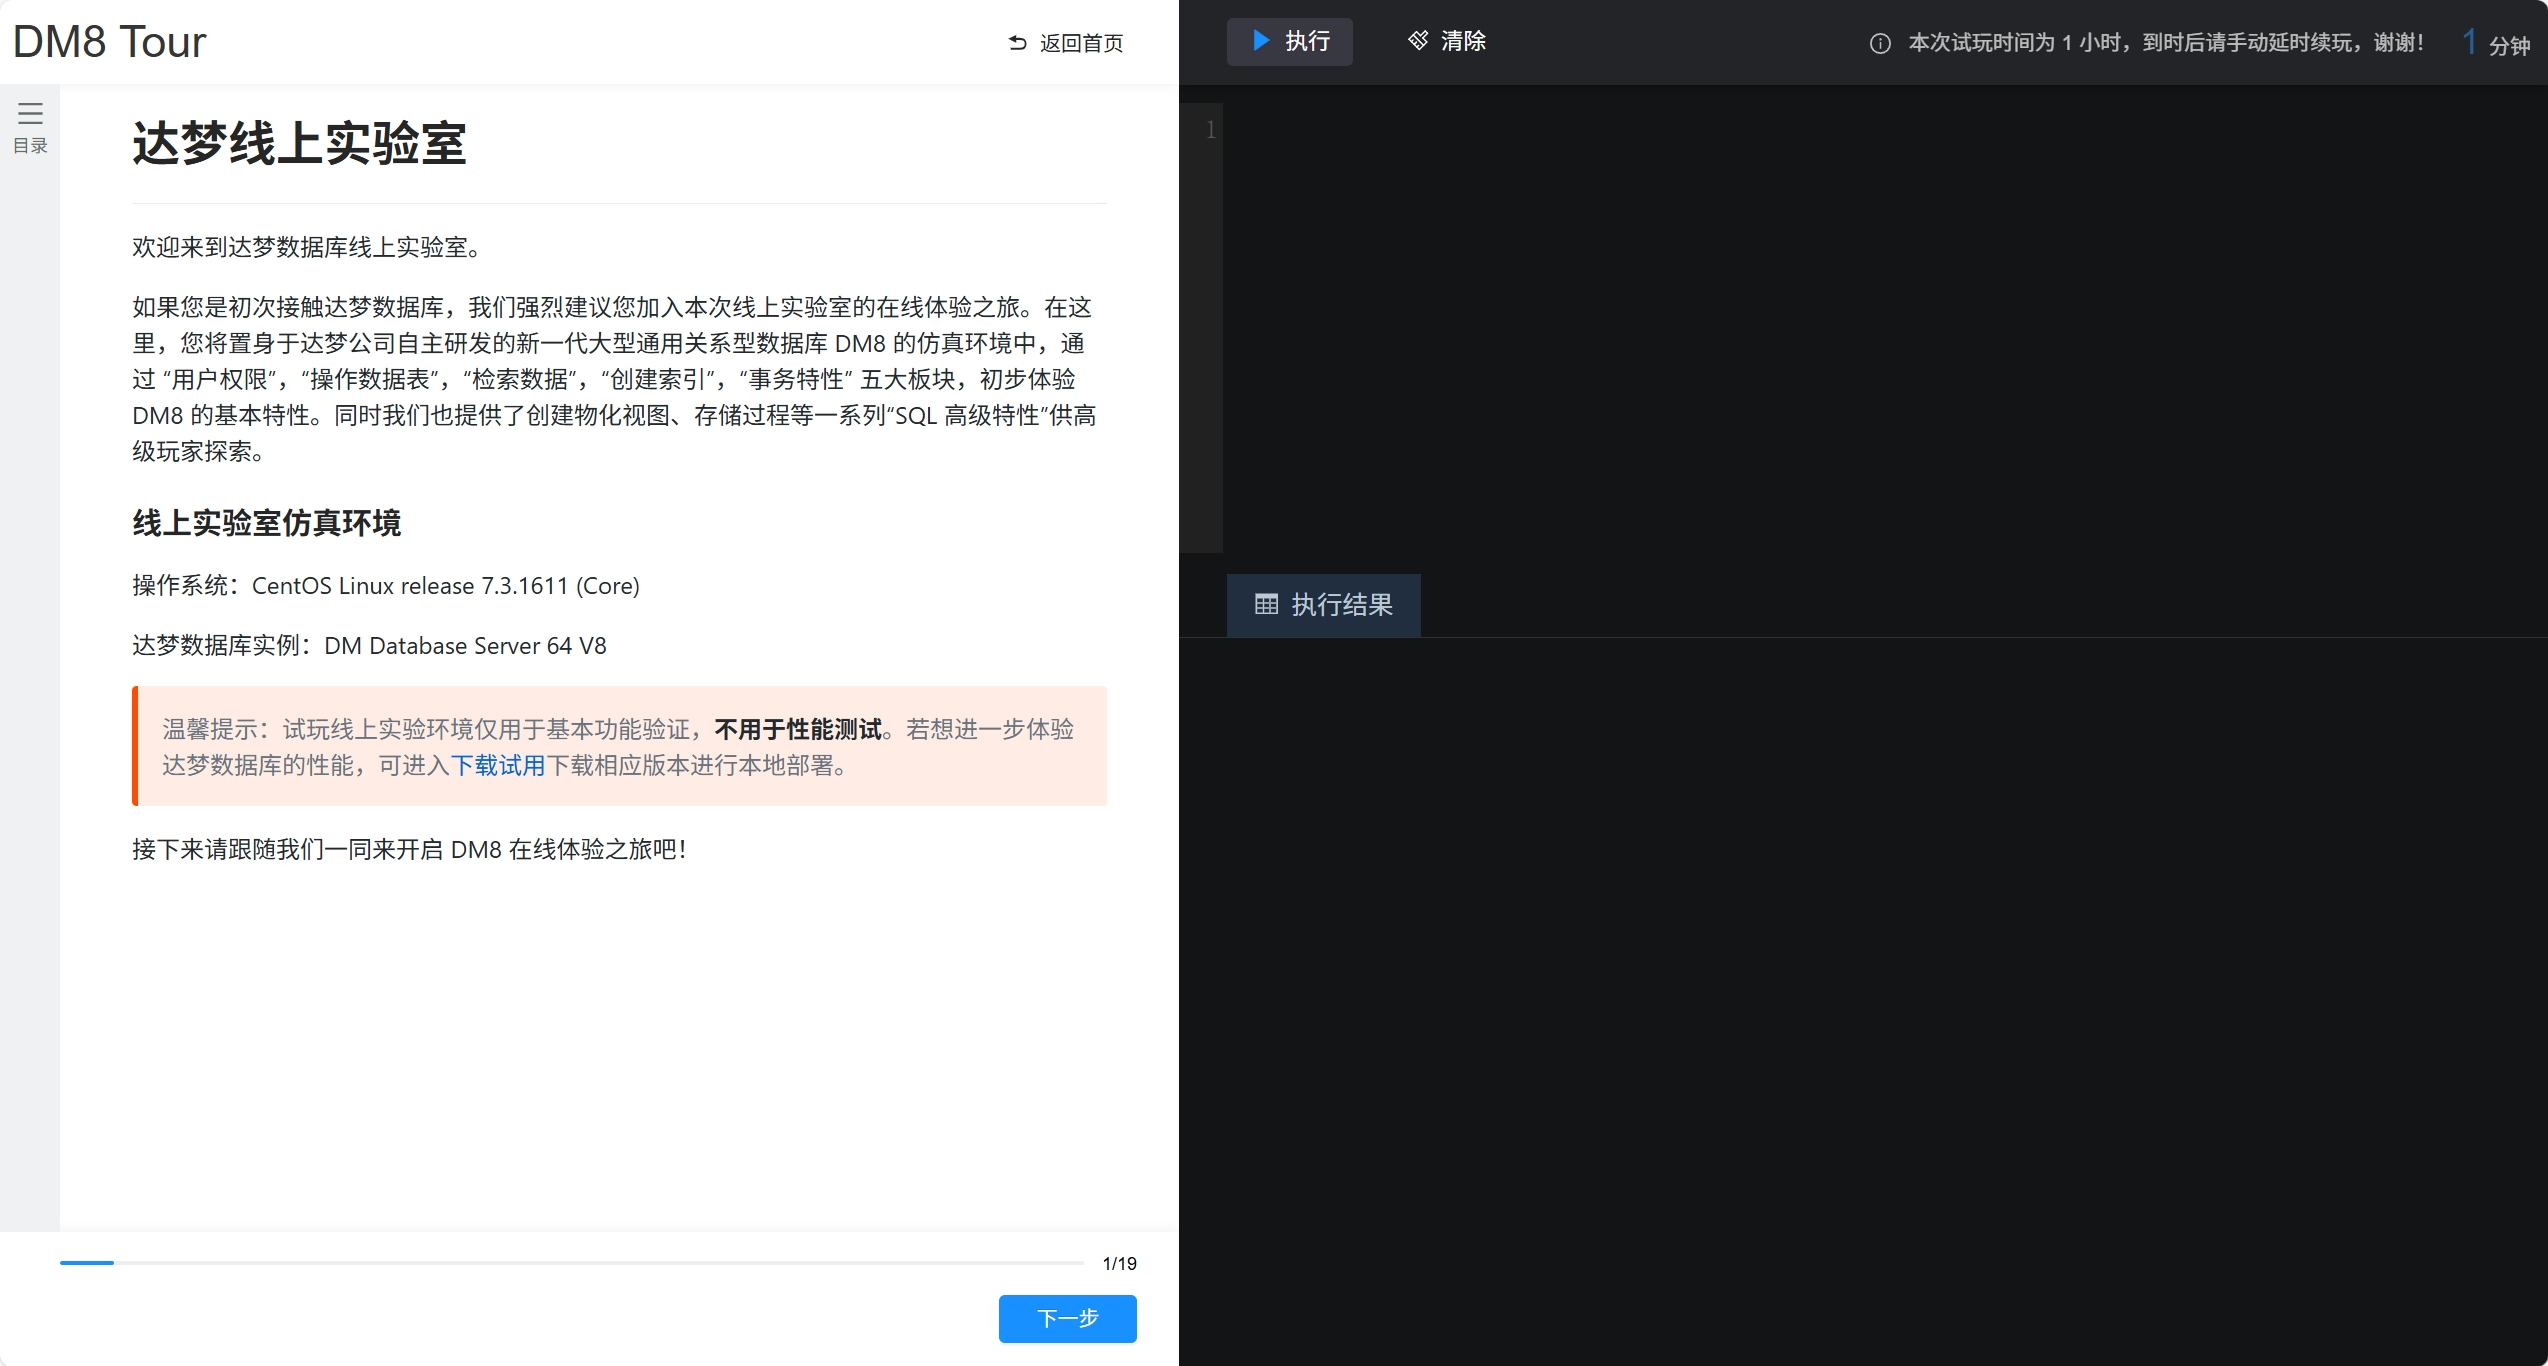 DM8 Tour
返回首页
目录
达梦线上实验室
欢迎来到达梦数据库线上实验室。
如果您是初次接触达梦数据库，我们强烈建议您加入本次线上实验室的在线体验之旅。在这
里，您将置身于达梦公司自主研发的新一代大型通用关系型数据库 DM8 的仿真环境中，通
过 “用户权限”，“操作数据表”，“检索数据”，“创建索引”，“事务特性” 五大板块，初步体验
DM8 的基本特性。同时我们也提供了创建物化视图、存储过程等一系列“SQL 高级特性”供高
级玩家探索。
线上实验室仿真环境
操作系统：CentOS Linux release 7.3.1611 (Core)
达梦数据库实例：DM Database Server 64 V8
温馨提示：试玩线上实验环境仅用于基本功能验证，不用于性能测试。若想进一步体验
达梦数据库的性能，可进入下载试用下载相应版本进行本地部署。
接下来请跟随我们一同来开启 DM8 在线体验之旅吧！
1/19
下一步
执行
清除
本次试玩时间为 1 小时，到时后请手动延时续玩，谢谢！
1 分钟
1
执行结果